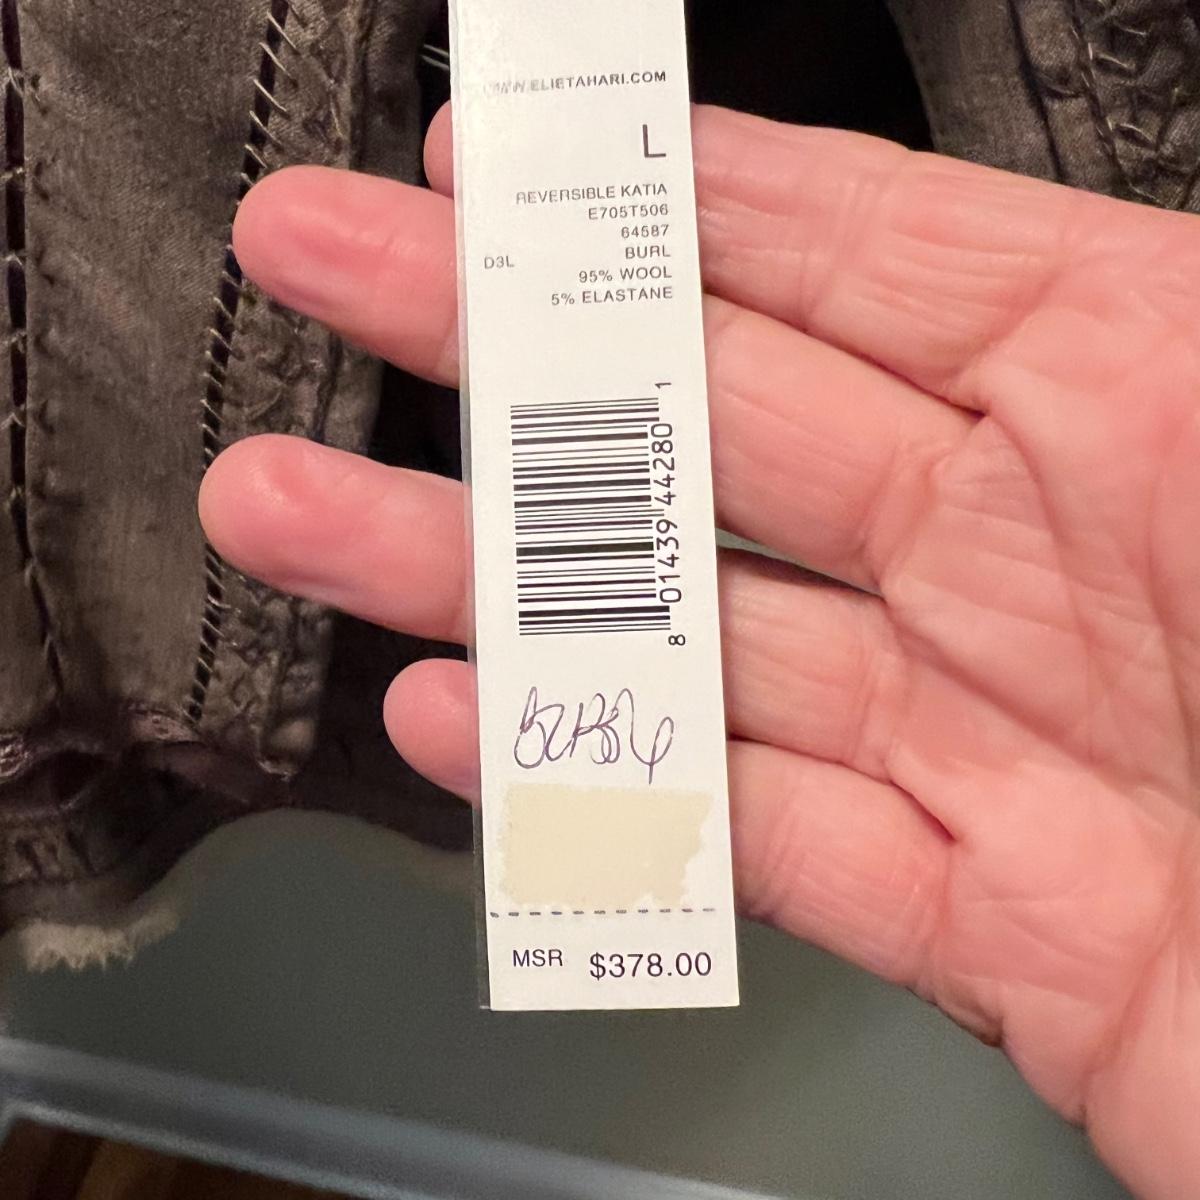 WWW.ELIETAHARI.COM
L
REVERSIBLE KATIA
E705T506
64587
D3L BURL
95% WOOL
5% ELASTANE
8 01439 44280 1
MSR $378.00